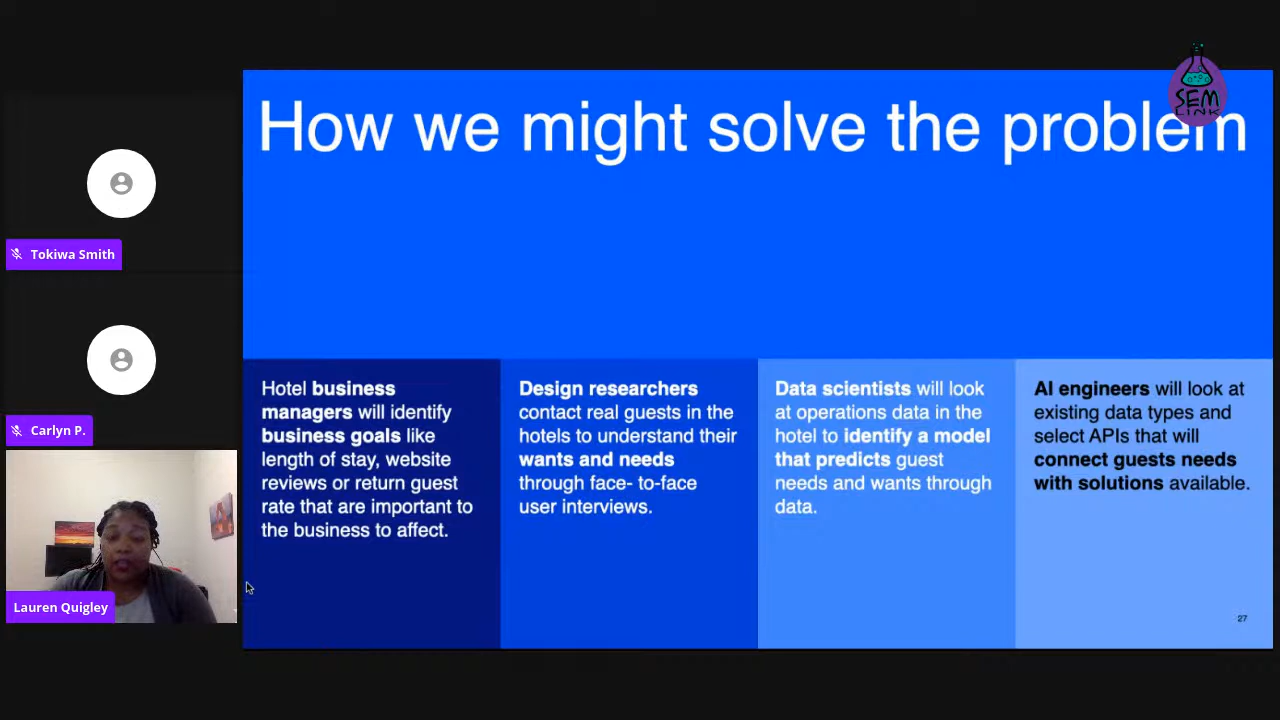 How we might solve the problem
SEM
LINK
Tokiwa Smith
Carlyn P.
Lauren Quigley
Hotel business
managers will identify
business goals like
length of stay, website
reviews or return guest
rate that are important to
the business to affect.
Design researchers
contact real guests in the
hotels to understand their
wants and needs
through face- to-face
user interviews.
Data scientists will look
at operations data in the
hotel to identify a model
that predicts guest
needs and wants through
data.
AI engineers will look at
existing data types and
select APIs that will
connect guests needs
with solutions available.
27